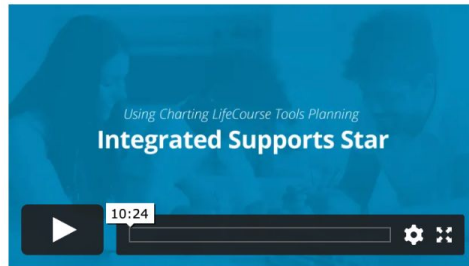 Using Charting LifeCourse Tools Planning
Integrated Supports Star
10:24